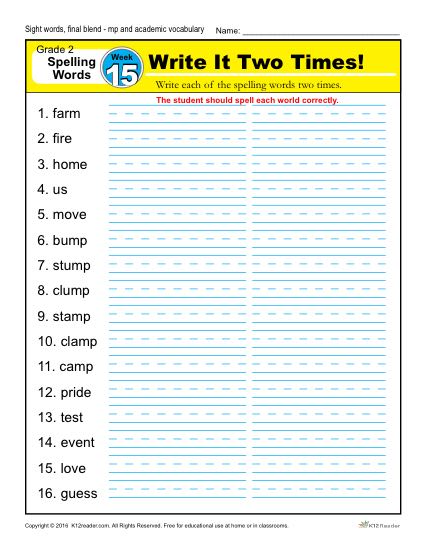 Sight words, final blend - mp and academic vocabulary Name:
Grade 2
Spelling
Words
Week
15
Write It Two Times!
Write each of the spelling words two times.
The student should spell each world correctly.
1. farm
2. fire
3. home
4. us
5. move
6. bump
7. stump
8. clump
9. stamp
10. clamp
11. camp
12. pride
13. test
14. event
15. love
16. guess
Copyright © 2016 K12reader.com. All Rights Reserved. Free for educational use at home or in classrooms.
K12Reader